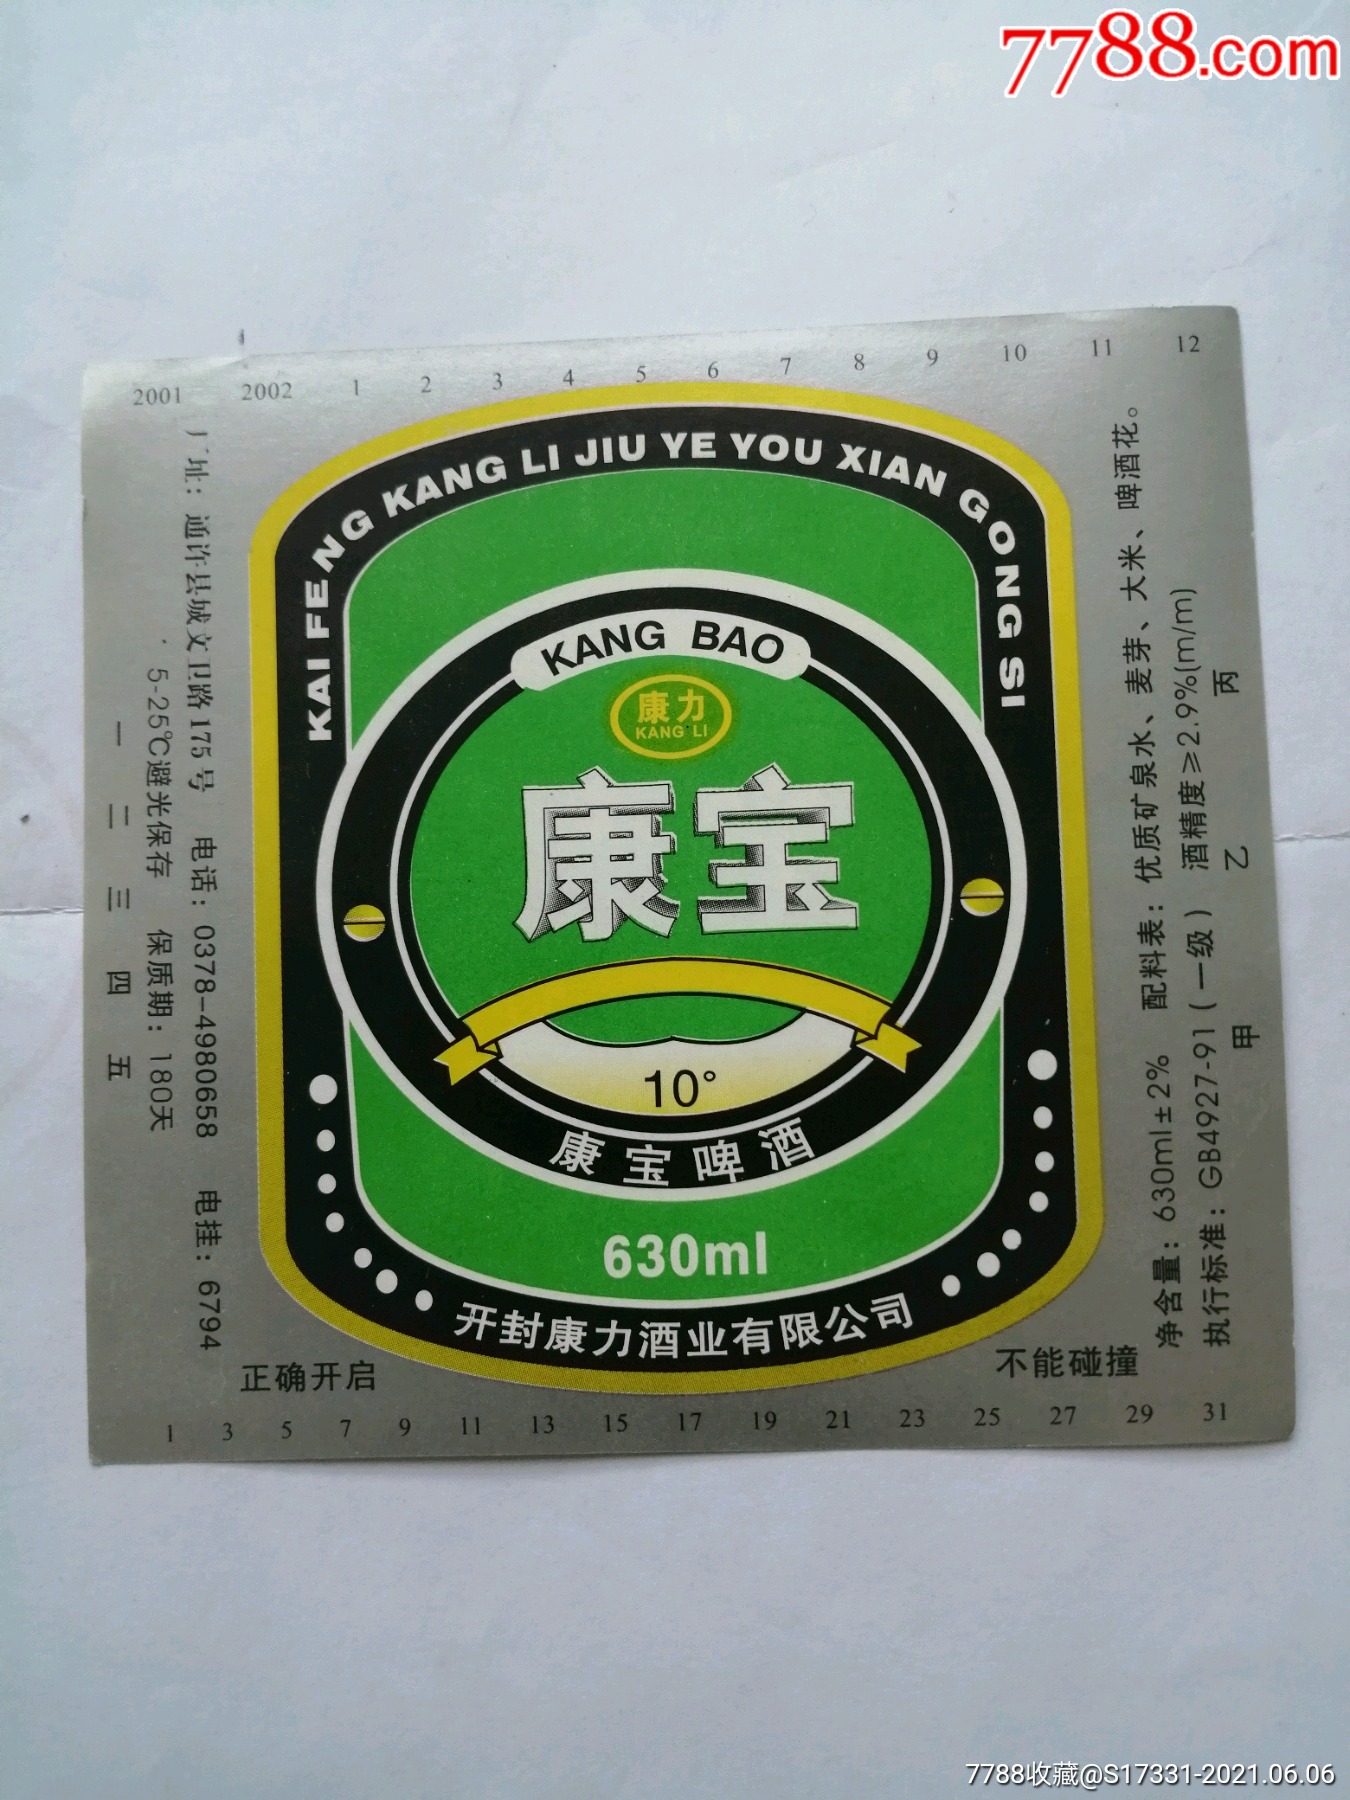 7788.com
2001 2002 1 2 3 4 5 6 7 8 9 10 11 12
厂址：通许县城文卫路175号 电话：0378-4980658 电挂：6794
5-25℃避光保存 保质期：180天
一 二 三 四 五
KAI FENG KANG LI JIU YE YOU XIAN GONG SI
KANG BAO
康力
KANG LI
康宝
10°
康宝啤酒
630ml
开封康力酒业有限公司
净含量：630ml±2% 配料表：优质矿泉水、麦芽、大米、啤酒花。
执行标准：GB4927-91(一级) 酒精度≥2.9%(m/m)
甲 乙 丙
正确开启
不能碰撞
1 3 5 7 9 11 13 15 17 19 21 23 25 27 29 31
7788收藏@S17331-2021.06.06